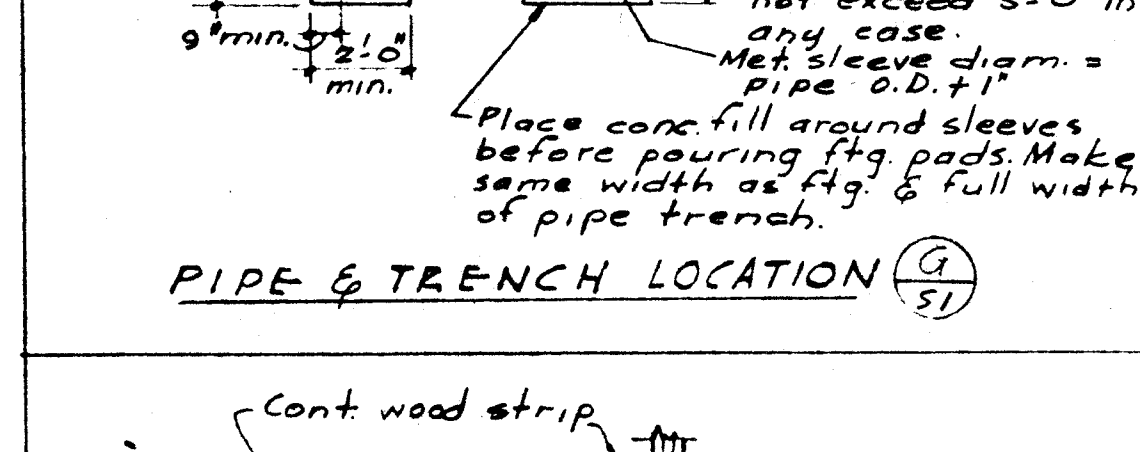 not exceed 5'-0" in
any case.
9" min.
2'-0"
min.
Met. sleeve diam. =
pipe O.D. + 1"
Place conc. fill around sleeves
before pouring ftg. pads. Make
same width as ftg. & full width
of pipe trench.
PIPE & TRENCH LOCATION
G
S1
Cont. wood strip